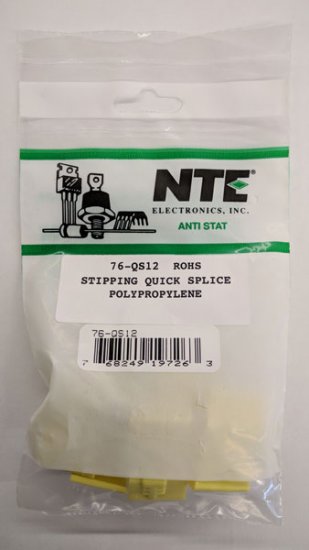 NTE
ELECTRONICS, INC.
ANTI STAT
76-QS12 ROHS
STIPPING QUICK SPLICE
POLYPROPYLENE
76-QS12
7 68249 19726 3